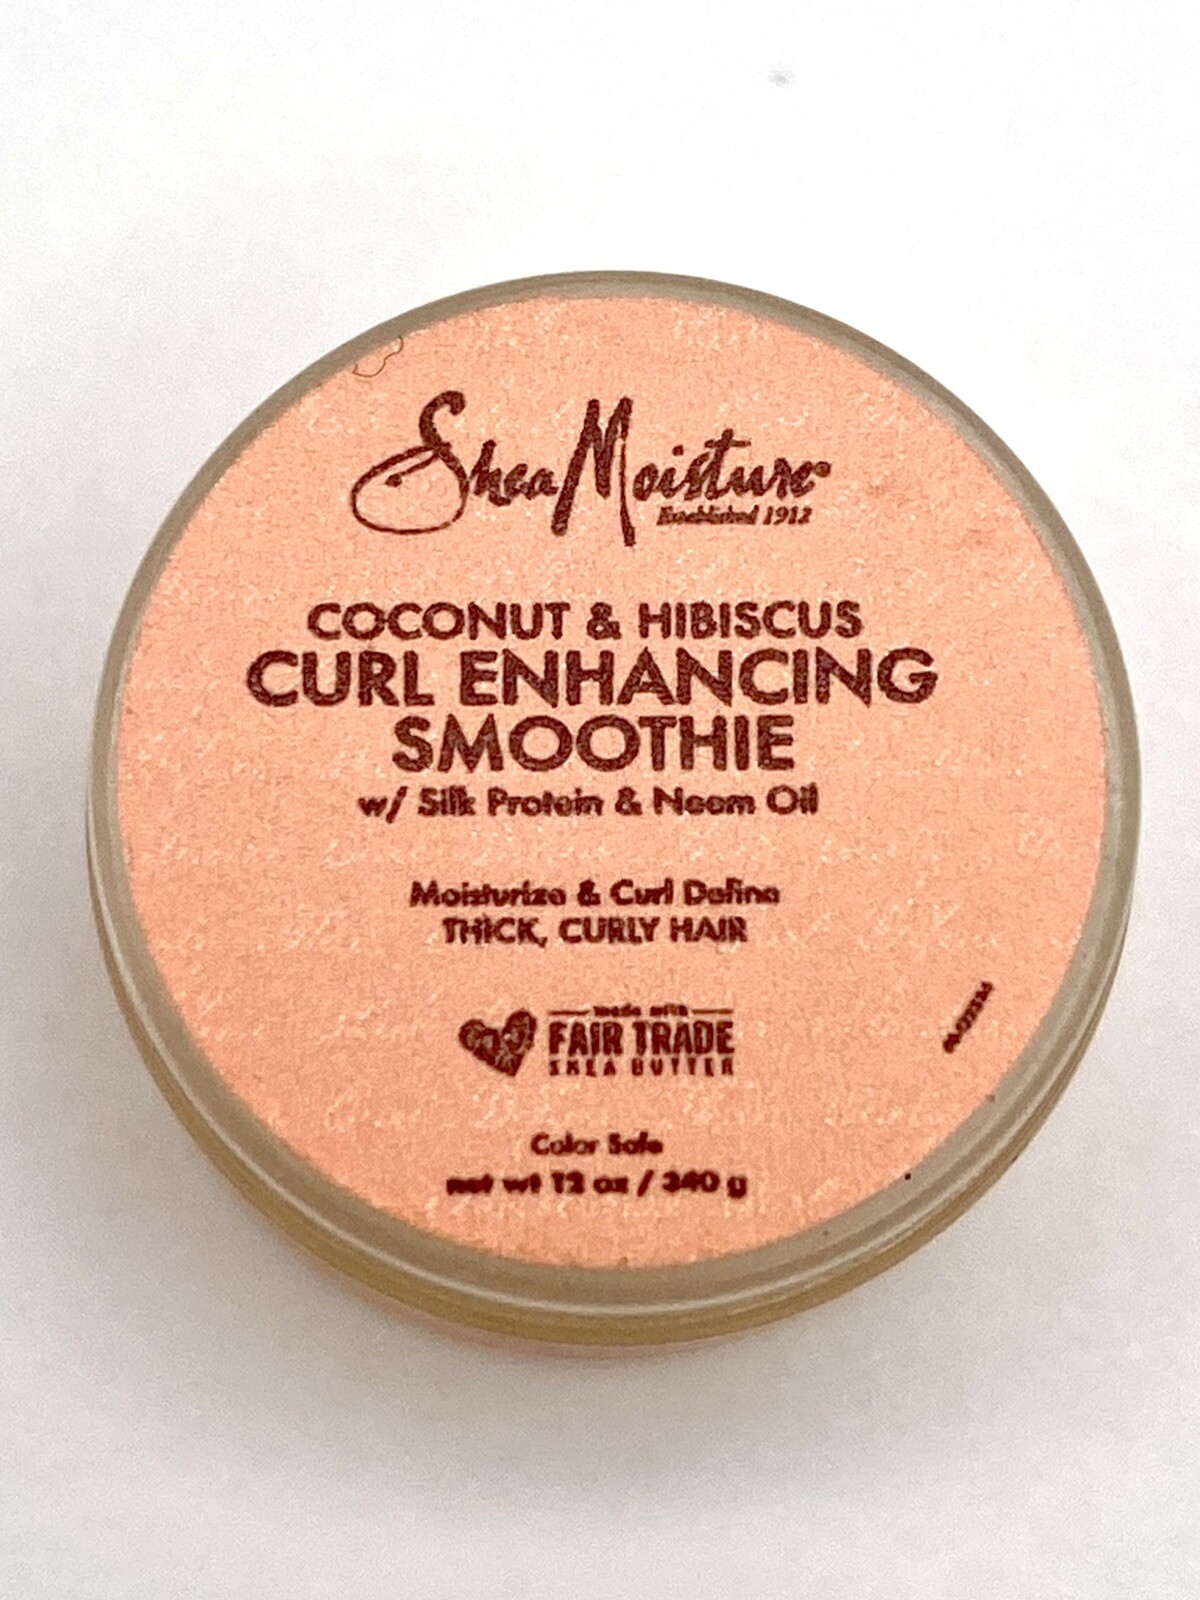 SheaMoisture
Established 1912
COCONUT & HIBISCUS
CURL ENHANCING
SMOOTHIE
w/ Silk Protein & Neem Oil
Moisturize & Curl Define
THICK, CURLY HAIR
made with
FAIR TRADE
SHEA BUTTER
Color Safe
net wt 12 oz / 340 g